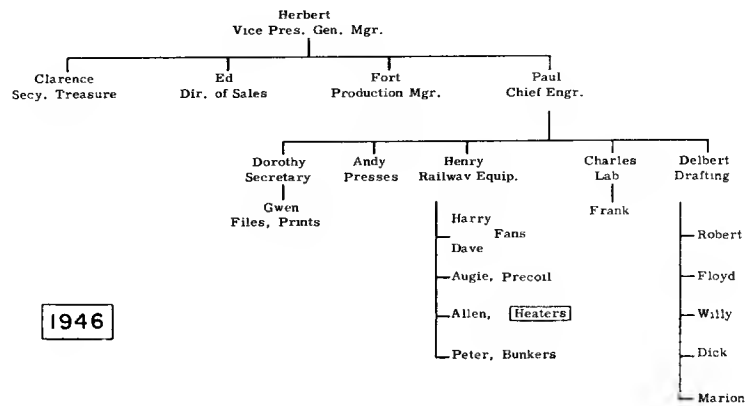 Herbert
Vice Pres. Gen. Mgr.
Clarence
Secy. Treasure
Ed
Dir. of Sales
Fort
Production Mgr.
Paul
Chief Engr.
Dorothy
Secretary
Andy
Presses
Henry
Railway Equip.
Charles
Lab
Delbert
Drafting
Gwen
Files, Prints
Frank
Harry
Fans
Dave
Augie, Precoil
Allen, Heaters
Peter, Bunkers
Robert
Floyd
Willy
Dick
Marion
1946